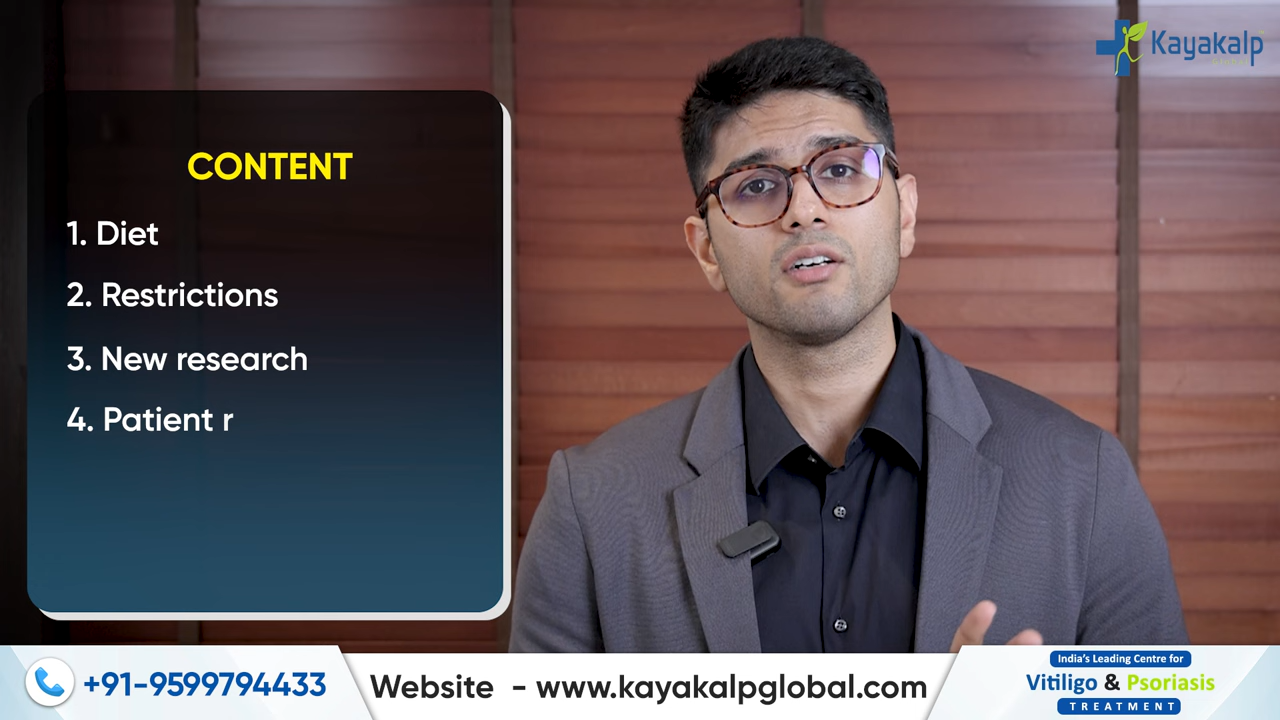 Kayakalp
CONTENT
1. Diet
2. Restrictions
3. New research
4. Patient r
+91-9599794433
Website - www.kayakalpglobal.com
India's Leading Centre for
Vitiligo & Psoriasis
TREATMENT